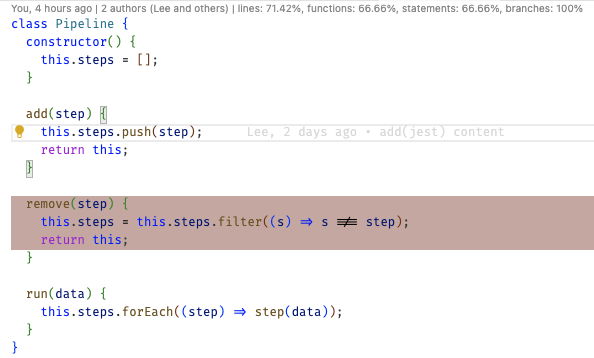 You, 4 hours ago | 2 authors (Lee and others) | lines: 71.42%, functions: 66.66%, statements: 66.66%, branches: 100%
class Pipeline {
  constructor() {
    this.steps = [];
  }

  add(step) {
    this.steps.push(step);      Lee, 2 days ago • add(jest) content
    return this;
  }

  remove(step) {
    this.steps = this.steps.filter((s) => s !== step);
    return this;
  }

  run(data) {
    this.steps.forEach((step) => step(data));
  }
}